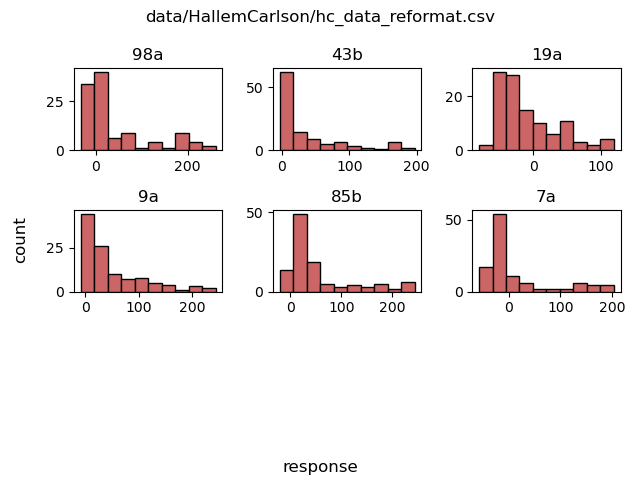 data/HallemCarlson/hc_data_reformat.csv
98a 43b 19a
25 0 0 200
50 0 0 100 200
20 0 0 100
9a 85b 7a
25 0 0 100 200
50 0 0 100 200
50 0 0 100 200
count
response